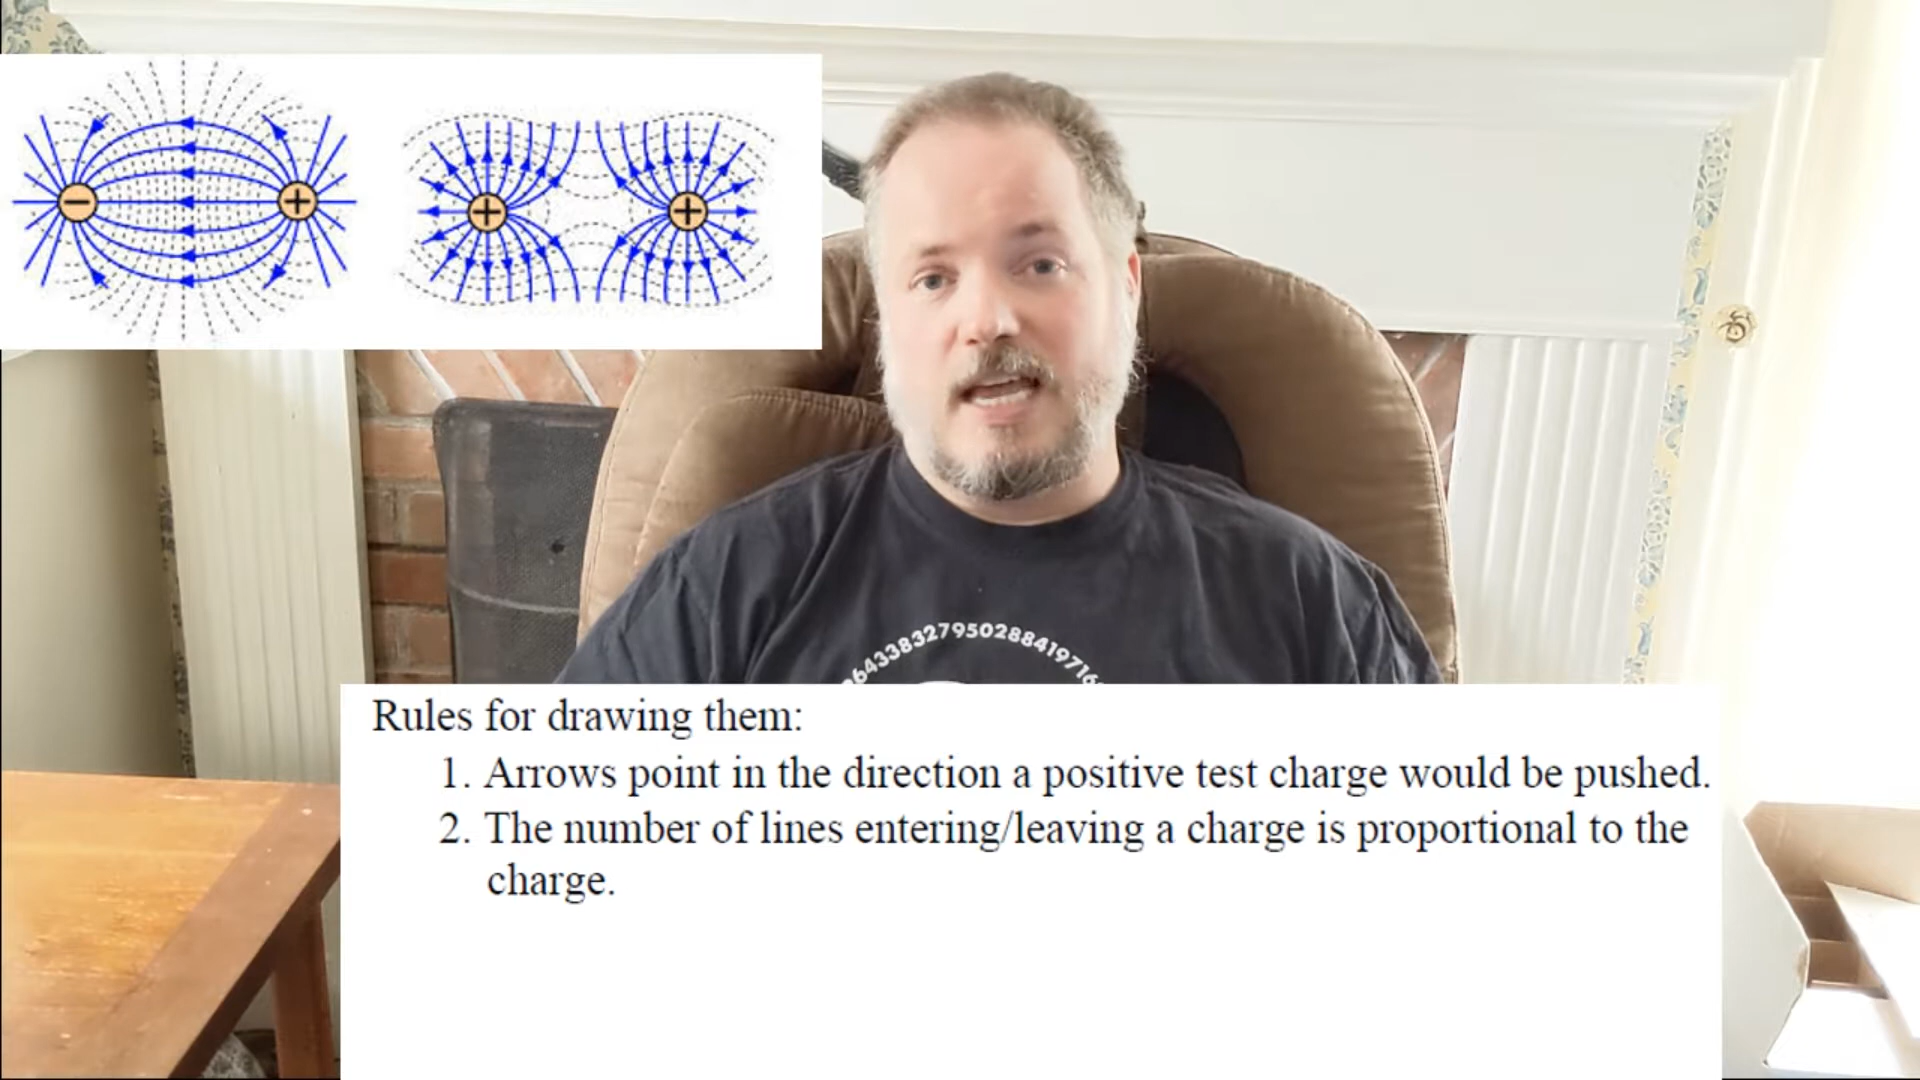 − +
+ +
264338327950288419716
Rules for drawing them:
1. Arrows point in the direction a positive test charge would be pushed.
2. The number of lines entering/leaving a charge is proportional to the
charge.